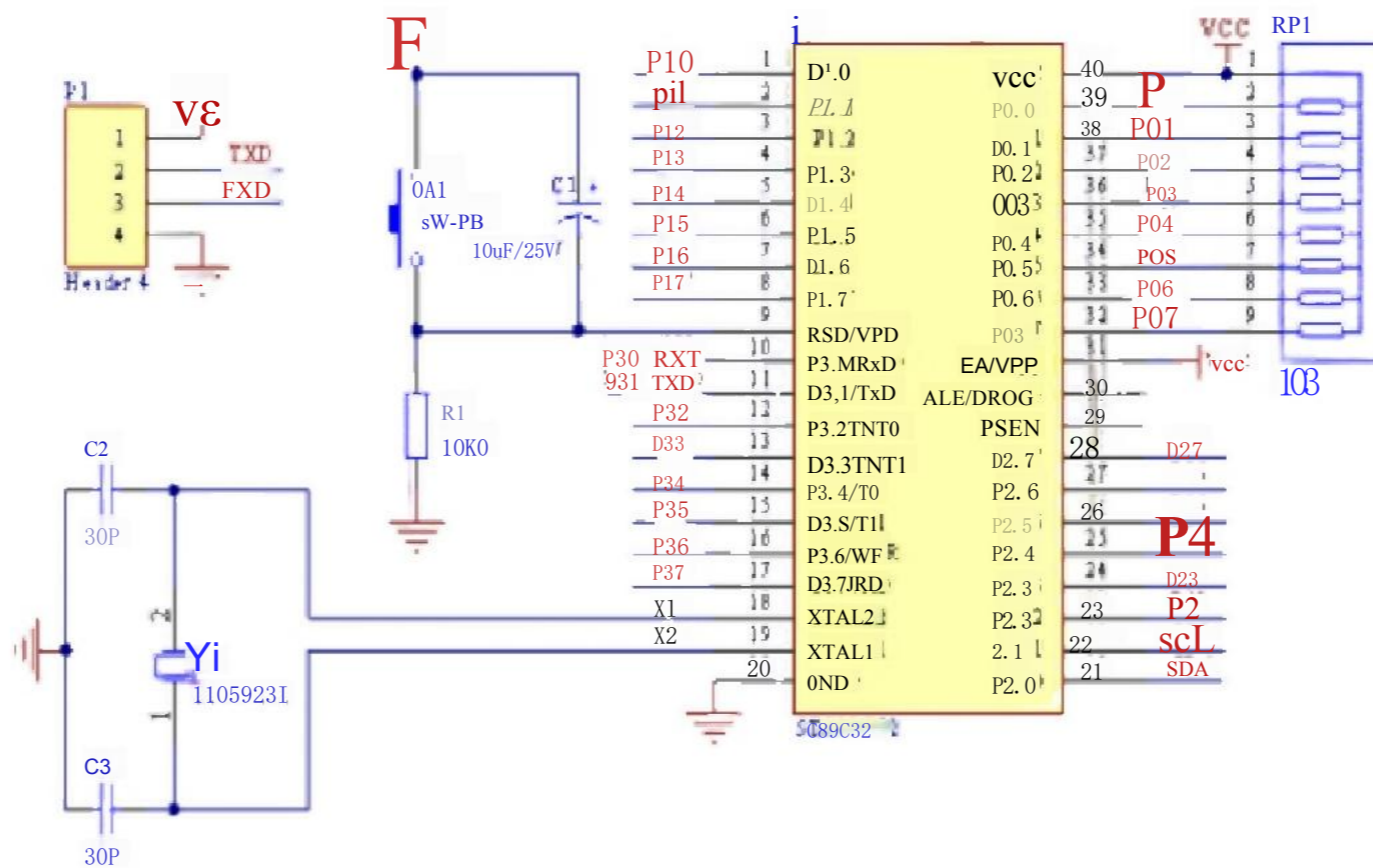 P1
vε
1
TXD
2
FXD
3
4
Header 4
F
0A1
sW-PB
C1 +
10uF/25V
R1
10K0
C2
30P
2
Yi
1105923I
1
C3
30P
i
P10 1 D'.0
pil 2 P1.1
P12 3 P1.2
P13 4 P1.3
P14 5 D1.4
P15 6 P1.5
P16 7 D1.6
P17 8 P1.7
9 RSD/VPD
P30 RXT 10 P3.MRxD
931 TXD 11 D3,1/TxD
P32 12 P3.2TNT0
D33 13 D3.3TNT1
P34 14 P3.4/T0
P35 15 D3.S/T1
P36 16 P3.6/WF
P37 17 D3.7JRD
X1 18 XTAL2
X2 19 XTAL1
20 0ND
C89C32
vcc 40 VCC 1 RP1
P0.0 39 P 2
D0.1 38 P01 3
P0.2 37 P02 4
003 36 P03 5
P0.4 35 P04 6
P0.5 34 POS 7
P0.6 33 P06 8
P03 32 P07 9
EA/VPP 31 vcc
103
ALE/DROG 30
PSEN 29
D2.7 28 D27
P2.6 27
P2.5 26
P2.4 25 P4
P2.3 24 D23
P2.3 23 P2
2.1 22 scL
P2.0 21 SDA